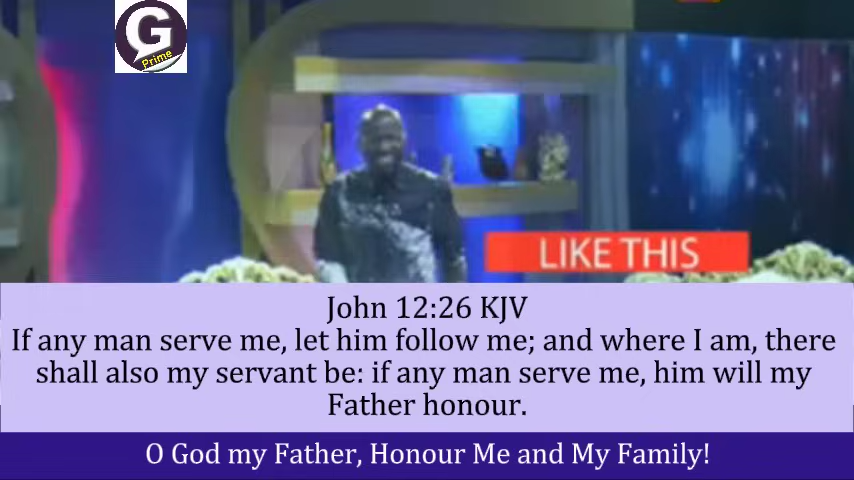 G
Prime
LIKE THIS
John 12:26 KJV
If any man serve me, let him follow me; and where I am, there
shall also my servant be: if any man serve me, him will my
Father honour.
O God my Father, Honour Me and My Family!